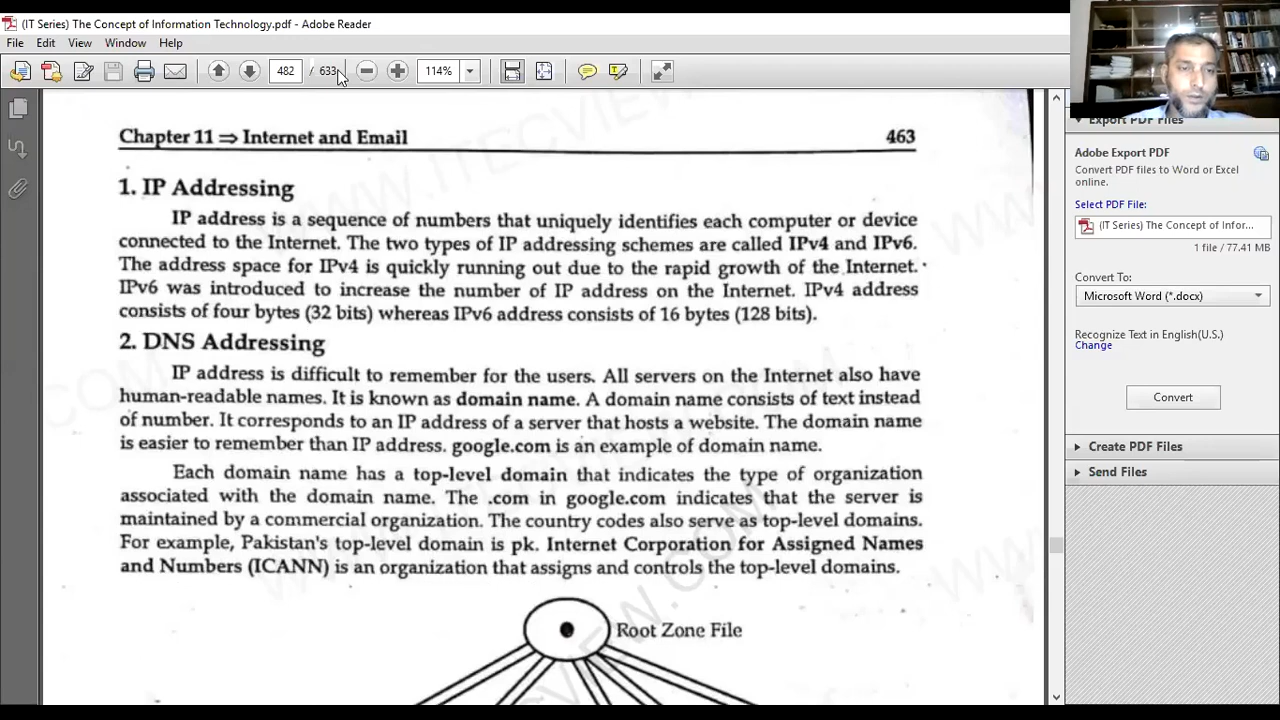 (IT Series) The Concept of Information Technology.pdf - Adobe Reader
File Edit View Window Help
482 / 633 114%
Chapter 11 ⇒ Internet and Email 463
1. IP Addressing
IP address is a sequence of numbers that uniquely identifies each computer or device
connected to the Internet. The two types of IP addressing schemes are called IPv4 and IPv6.
The address space for IPv4 is quickly running out due to the rapid growth of the Internet.
IPv6 was introduced to increase the number of IP address on the Internet. IPv4 address
consists of four bytes (32 bits) whereas IPv6 address consists of 16 bytes (128 bits).
2. DNS Addressing
IP address is difficult to remember for the users. All servers on the Internet also have
human-readable names. It is known as domain name. A domain name consists of text instead
of number. It corresponds to an IP address of a server that hosts a website. The domain name
is easier to remember than IP address. google.com is an example of domain name.
Each domain name has a top-level domain that indicates the type of organization
associated with the domain name. The .com in google.com indicates that the server is
maintained by a commercial organization. The country codes also serve as top-level domains.
For example, Pakistan's top-level domain is pk. Internet Corporation for Assigned Names
and Numbers (ICANN) is an organization that assigns and controls the top-level domains.
Root Zone File
Export PDF Files
Adobe Export PDF
Convert PDF files to Word or Excel
online.
Select PDF File:
(IT Series) The Concept of Infor...
1 file / 77.41 MB
Convert To:
Microsoft Word (*.docx)
Recognize Text in English(U.S.)
Change
Convert
Create PDF Files
Send Files